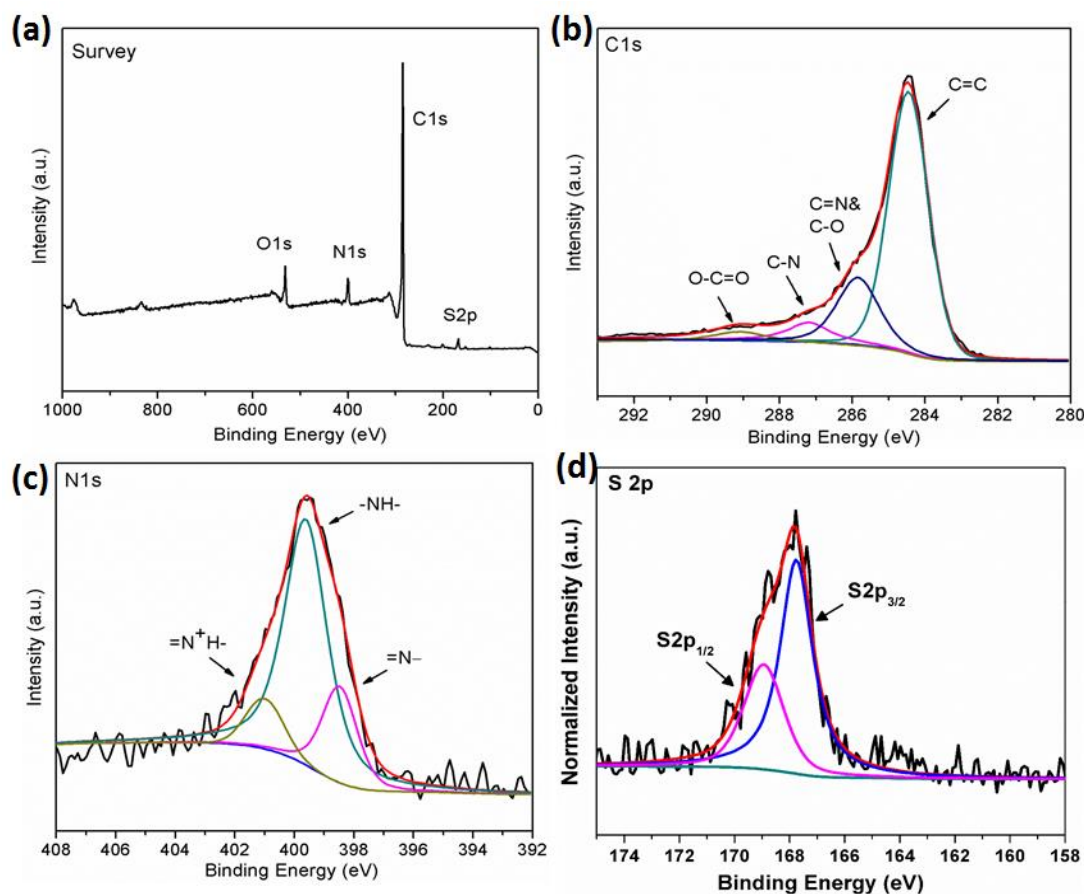 (a)
Survey
C1s
O1s
N1s
S2p
Intensity (a.u.)
1000 800 600 400 200 0
Binding Energy (eV)
(b)
C1s
C=C
C=N&
C-O
C-N
O-C=O
Intensity (a.u.)
292 290 288 286 284 282 280
Binding Energy (eV)
(c)
N1s
-NH-
=N⁺H-
=N–
Intensity (a.u.)
408 406 404 402 400 398 396 394 392
Binding Energy (eV)
(d)
S 2p
S2p₃/₂
S2p₁/₂
Normalized Intensity (a.u.)
174 172 170 168 166 164 162 160 158
Binding Energy (eV)